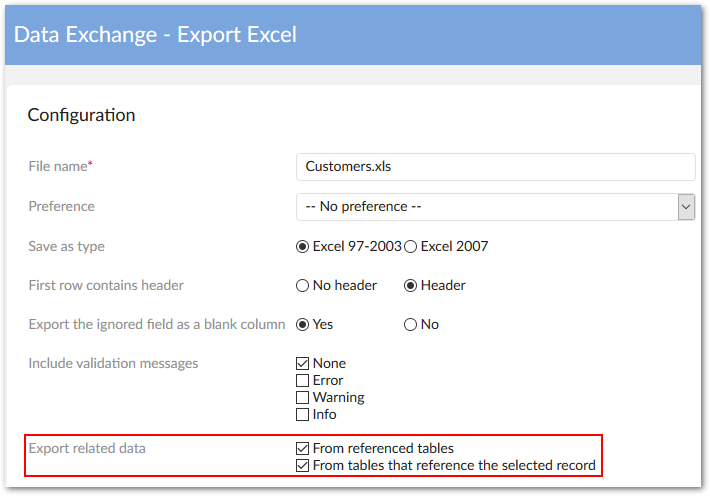 Data Exchange - Export Excel
Configuration
File name* Customers.xls
Preference -- No preference --
Save as type Excel 97-2003 Excel 2007
First row contains header No header Header
Export the ignored field as a blank column Yes No
Include validation messages None
Error
Warning
Info
Export related data From referenced tables
From tables that reference the selected record